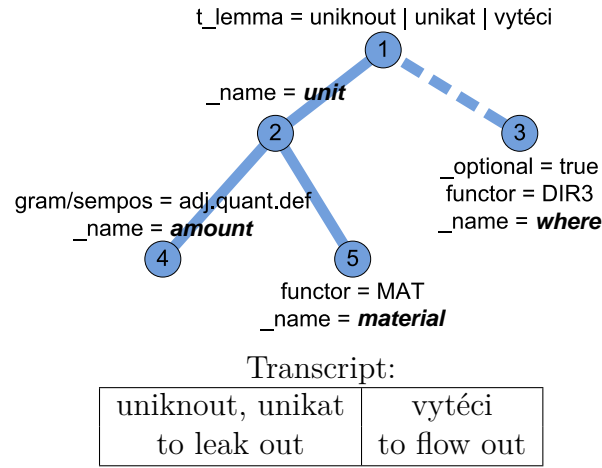 t_lemma = uniknout | unikat | vytéci
1
_name = unit
2
3
_optional = true
functor = DIR3
_name = where
gram/sempos = adj.quant.def
_name = amount
4
5
functor = MAT
_name = material
Transcript:
uniknout, unikat vytéci
to leak out to flow out